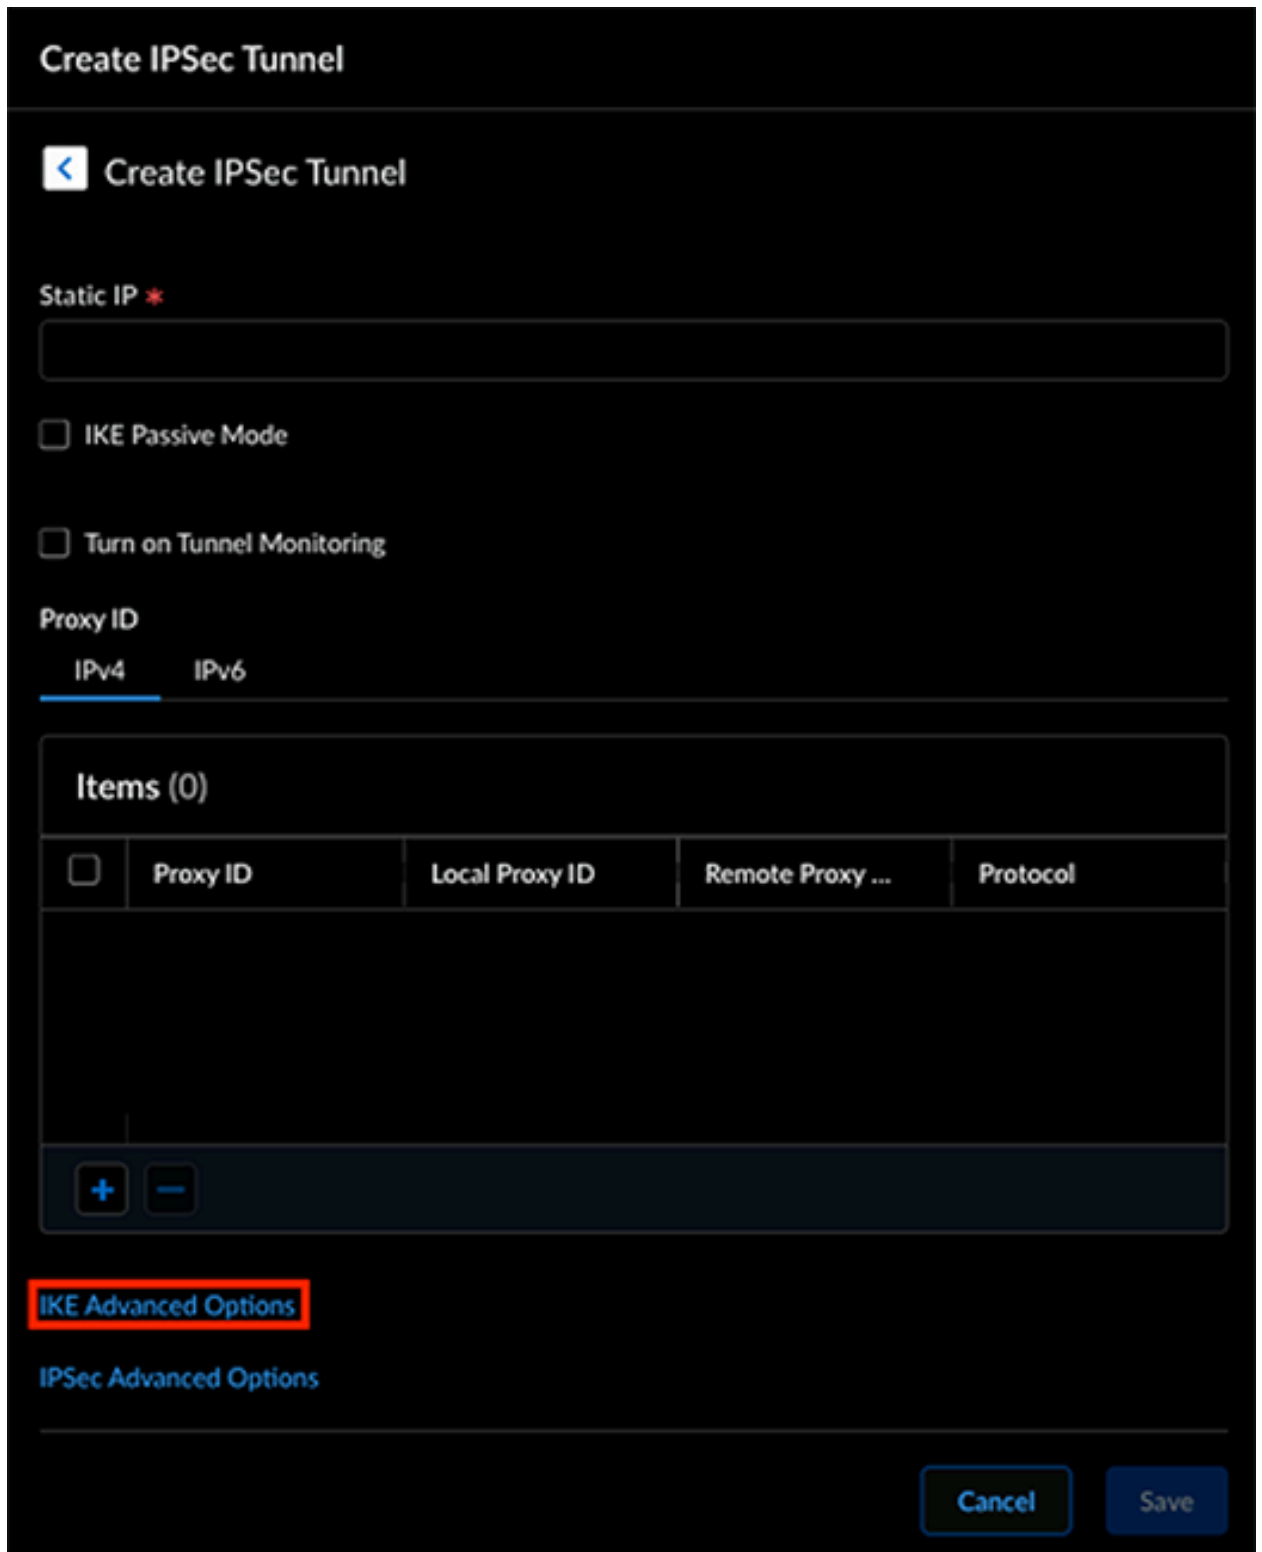 Create IPSec Tunnel
Create IPSec Tunnel
Static IP *
IKE Passive Mode
Turn on Tunnel Monitoring
Proxy ID
IPv4 IPv6
Items (0)
Proxy ID Local Proxy ID Remote Proxy ... Protocol
IKE Advanced Options
IPSec Advanced Options
Cancel Save